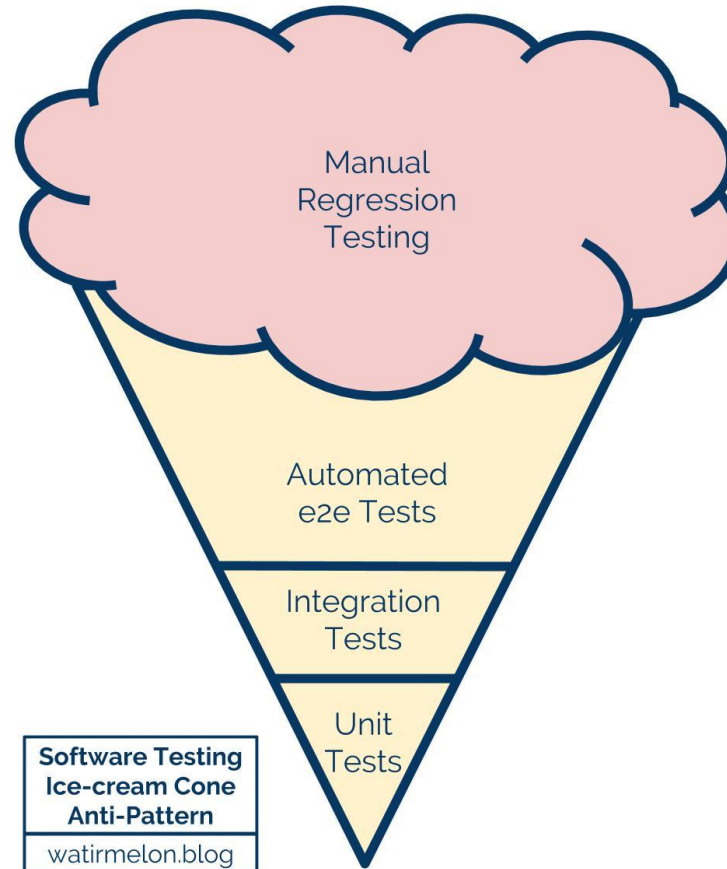 Manual
Regression
Testing
Automated
e2e Tests
Integration
Tests
Unit
Tests
Software Testing
Ice-cream Cone
Anti-Pattern
watirmelon.blog